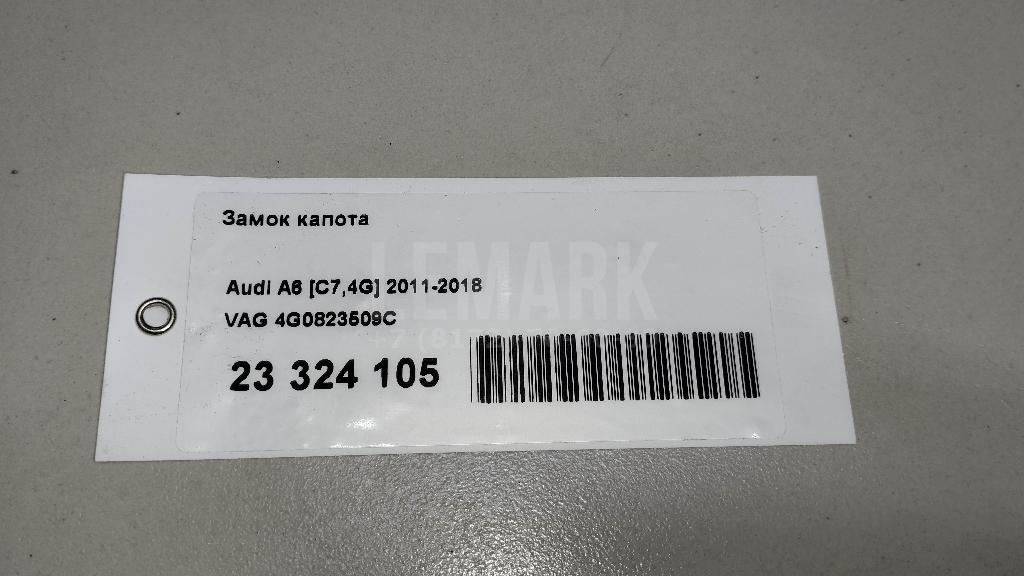 Замок капота
LEMARK
Audi A6 [C7,4G] 2011-2018
VAG 4G0823509C
23 324 105